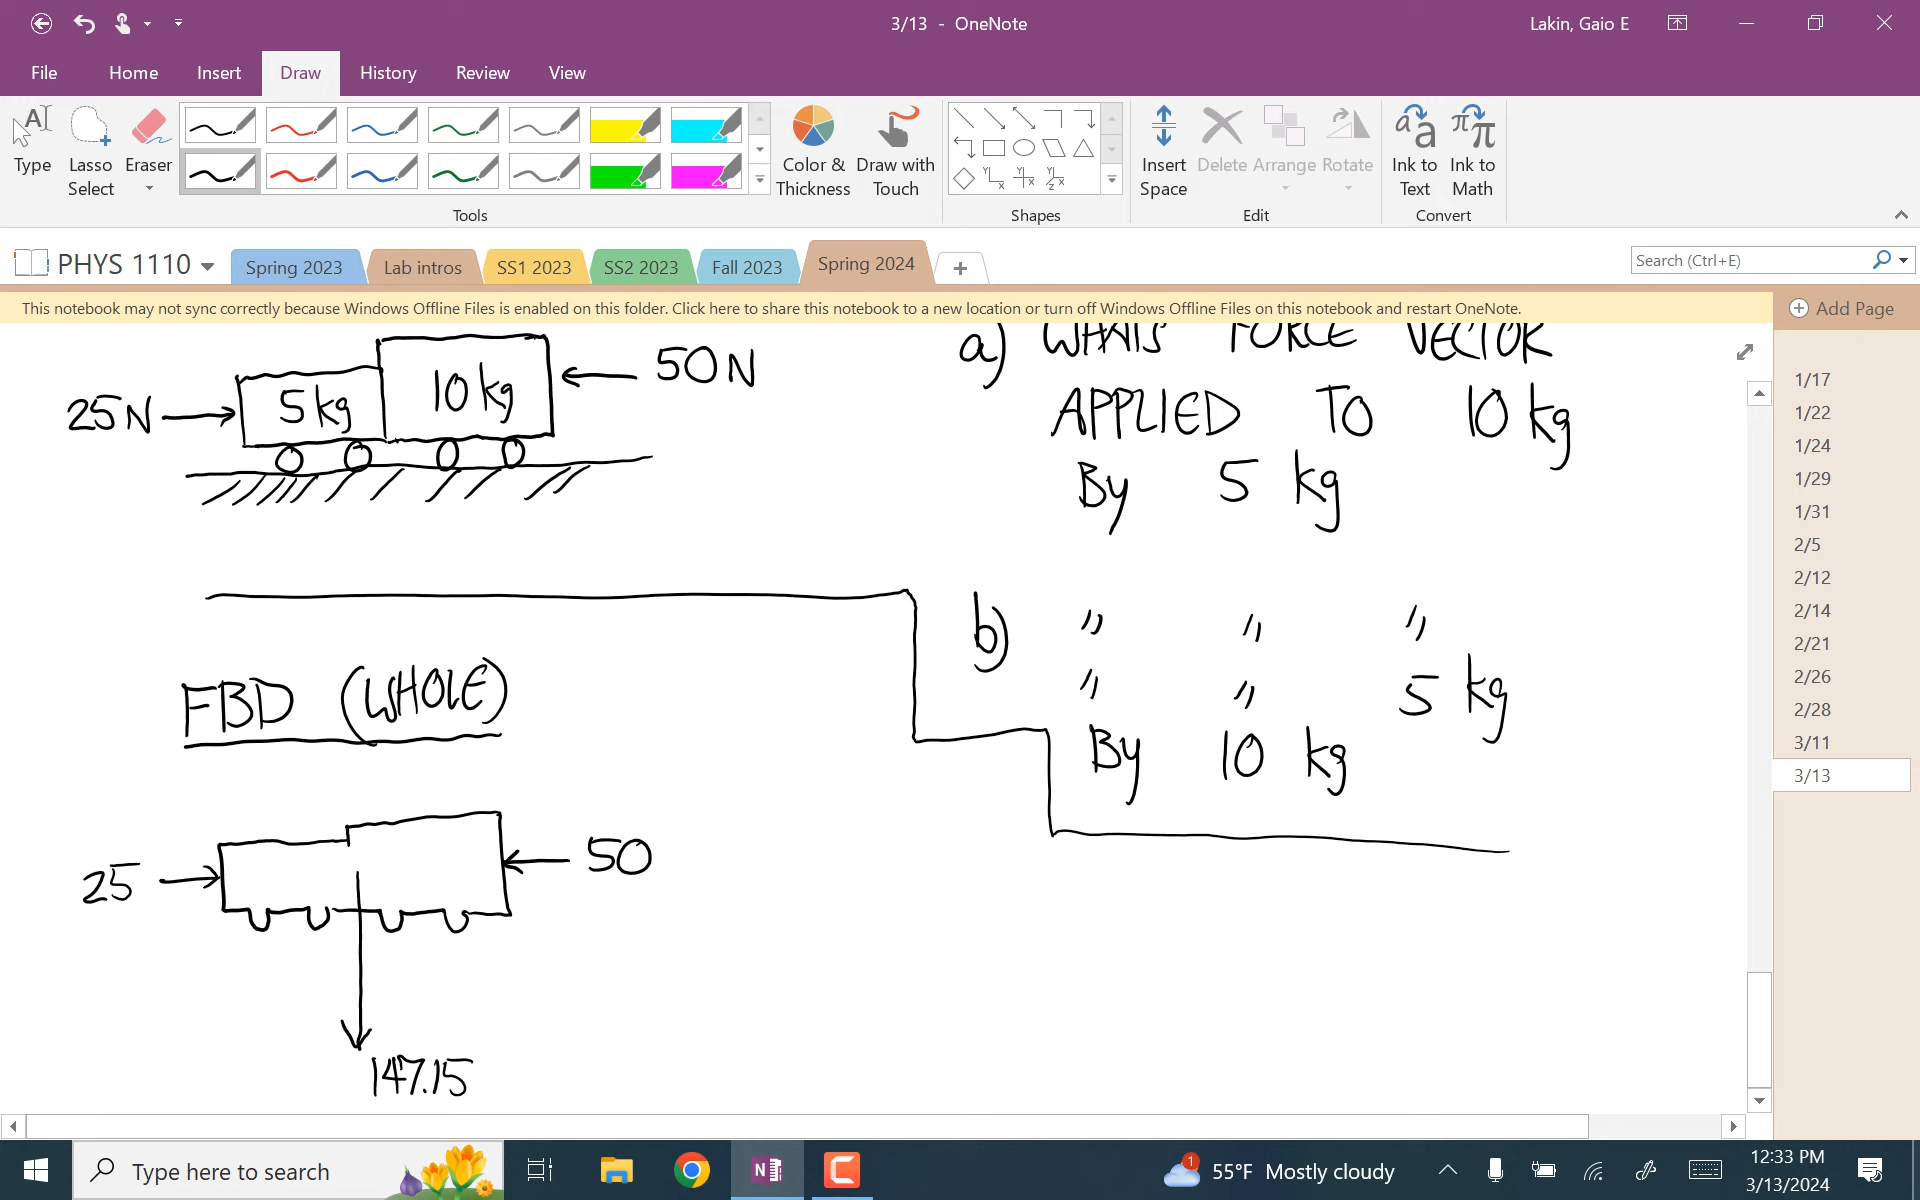 3/13 - OneNote
Lakin, Gaio E
File Home Insert Draw History Review View
Type
Lasso Select
Eraser
Color & Thickness
Draw with Touch
Insert Space
Delete
Arrange
Rotate
Ink to Text
Ink to Math
Tools
Shapes
Edit
Convert
PHYS 1110
Spring 2023
Lab intros
SS1 2023
SS2 2023
Fall 2023
Spring 2024
Search (Ctrl+E)
This notebook may not sync correctly because Windows Offline Files is enabled on this folder. Click here to share this notebook to a new location or turn off Windows Offline Files on this notebook and restart OneNote.
Add Page
1/17
1/22
1/24
1/29
1/31
2/5
2/12
2/14
2/21
2/26
2/28
3/11
3/13
25N
5 kg
10 kg
50 N
a) WHATS FORCE VECTOR
APPLIED TO 10 kg
By 5 kg
b) " " "
" " 5 kg
By 10 kg
FBD (WHOLE)
25
50
147.15
Type here to search
1
55°F Mostly cloudy
12:33 PM
3/13/2024